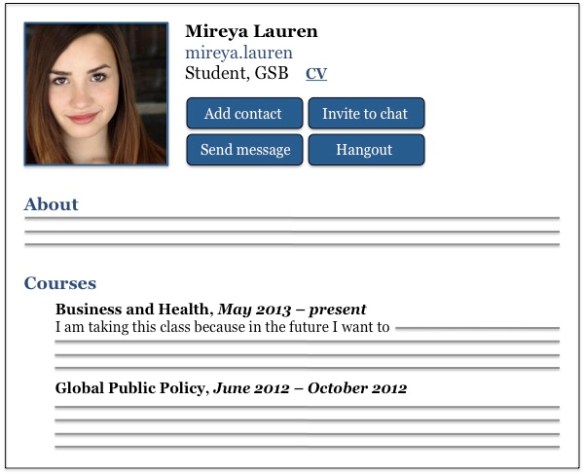 Mireya Lauren
mireya.lauren
Student, GSB CV
Add contact Invite to chat
Send message Hangout
About
Courses
Business and Health, May 2013 – present
I am taking this class because in the future I want to
Global Public Policy, June 2012 – October 2012